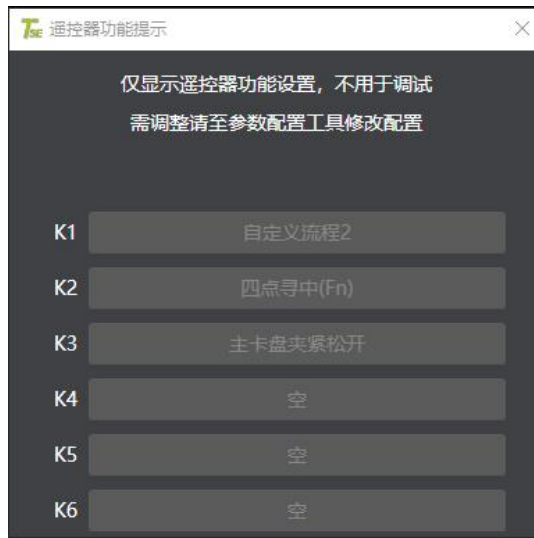 TSE 遥控器功能提示
仅显示遥控器功能设置，不用于调试
需调整请至参数配置工具修改配置
K1 自定义流程2
K2 四点寻中(Fn)
K3 主卡盘夹紧松开
K4 空
K5 空
K6 空